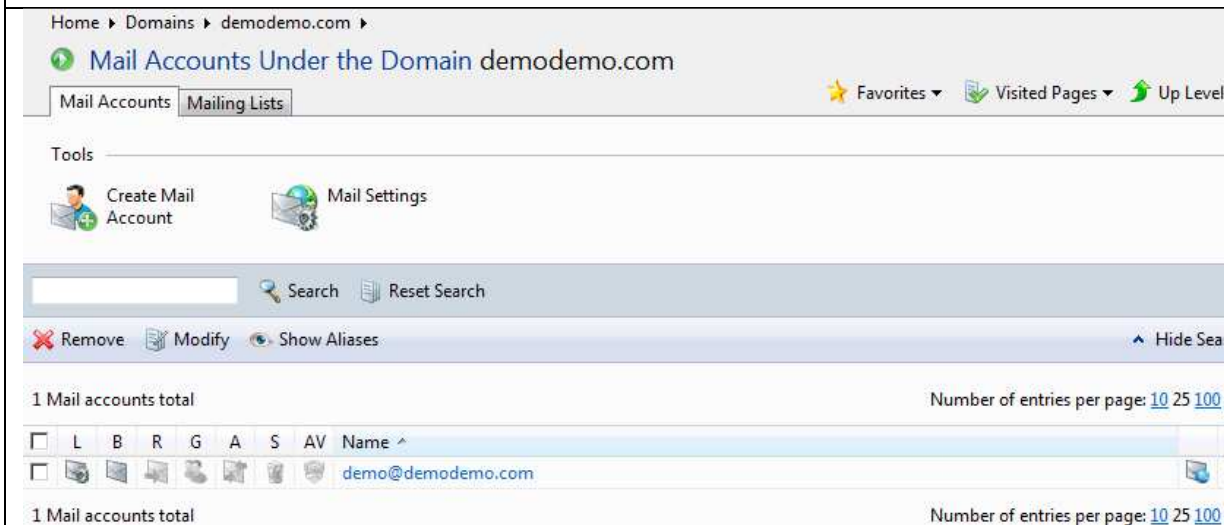 Home ▸ Domains ▸ demodemo.com ▸
Mail Accounts Under the Domain demodemo.com
Mail Accounts Mailing Lists Favorites ▾ Visited Pages ▾ Up Level
Tools
Create Mail Account
Mail Settings
Search Reset Search
Remove Modify Show Aliases Hide Sea
1 Mail accounts total Number of entries per page: 10 25 100
L B R G A S AV Name
demo@demodemo.com
1 Mail accounts total Number of entries per page: 10 25 100